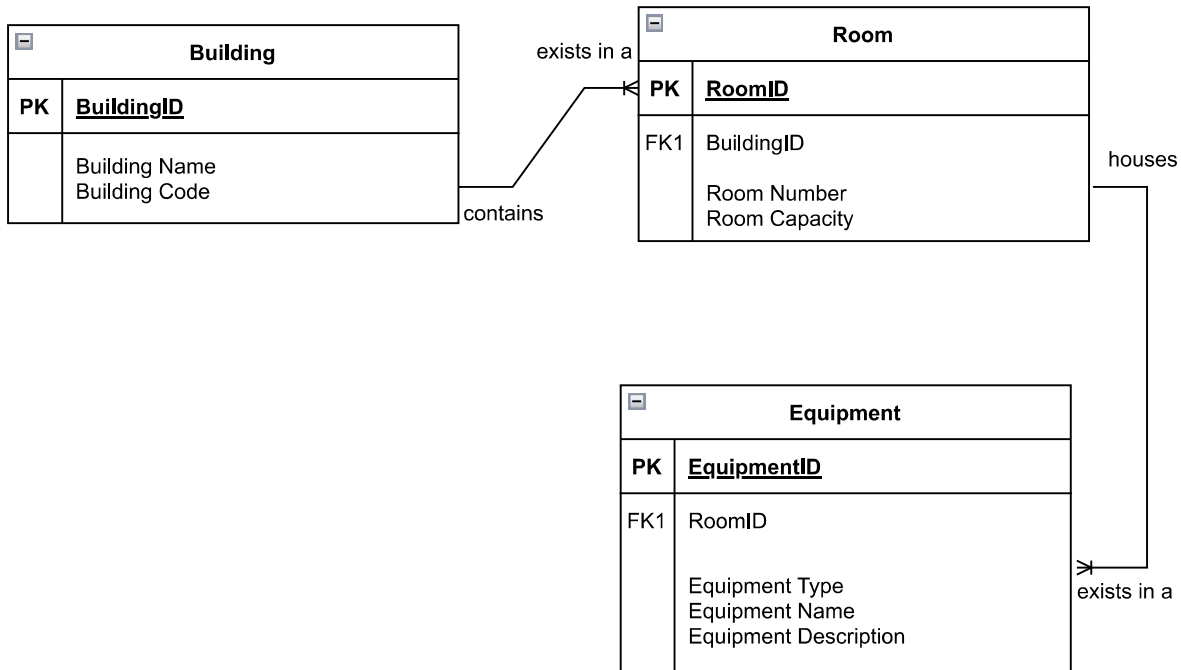 Building
PK BuildingID
Building Name
Building Code
contains
exists in a
Room
PK RoomID
FK1 BuildingID
Room Number
Room Capacity
houses
Equipment
PK EquipmentID
FK1 RoomID
Equipment Type
Equipment Name
Equipment Description
exists in a